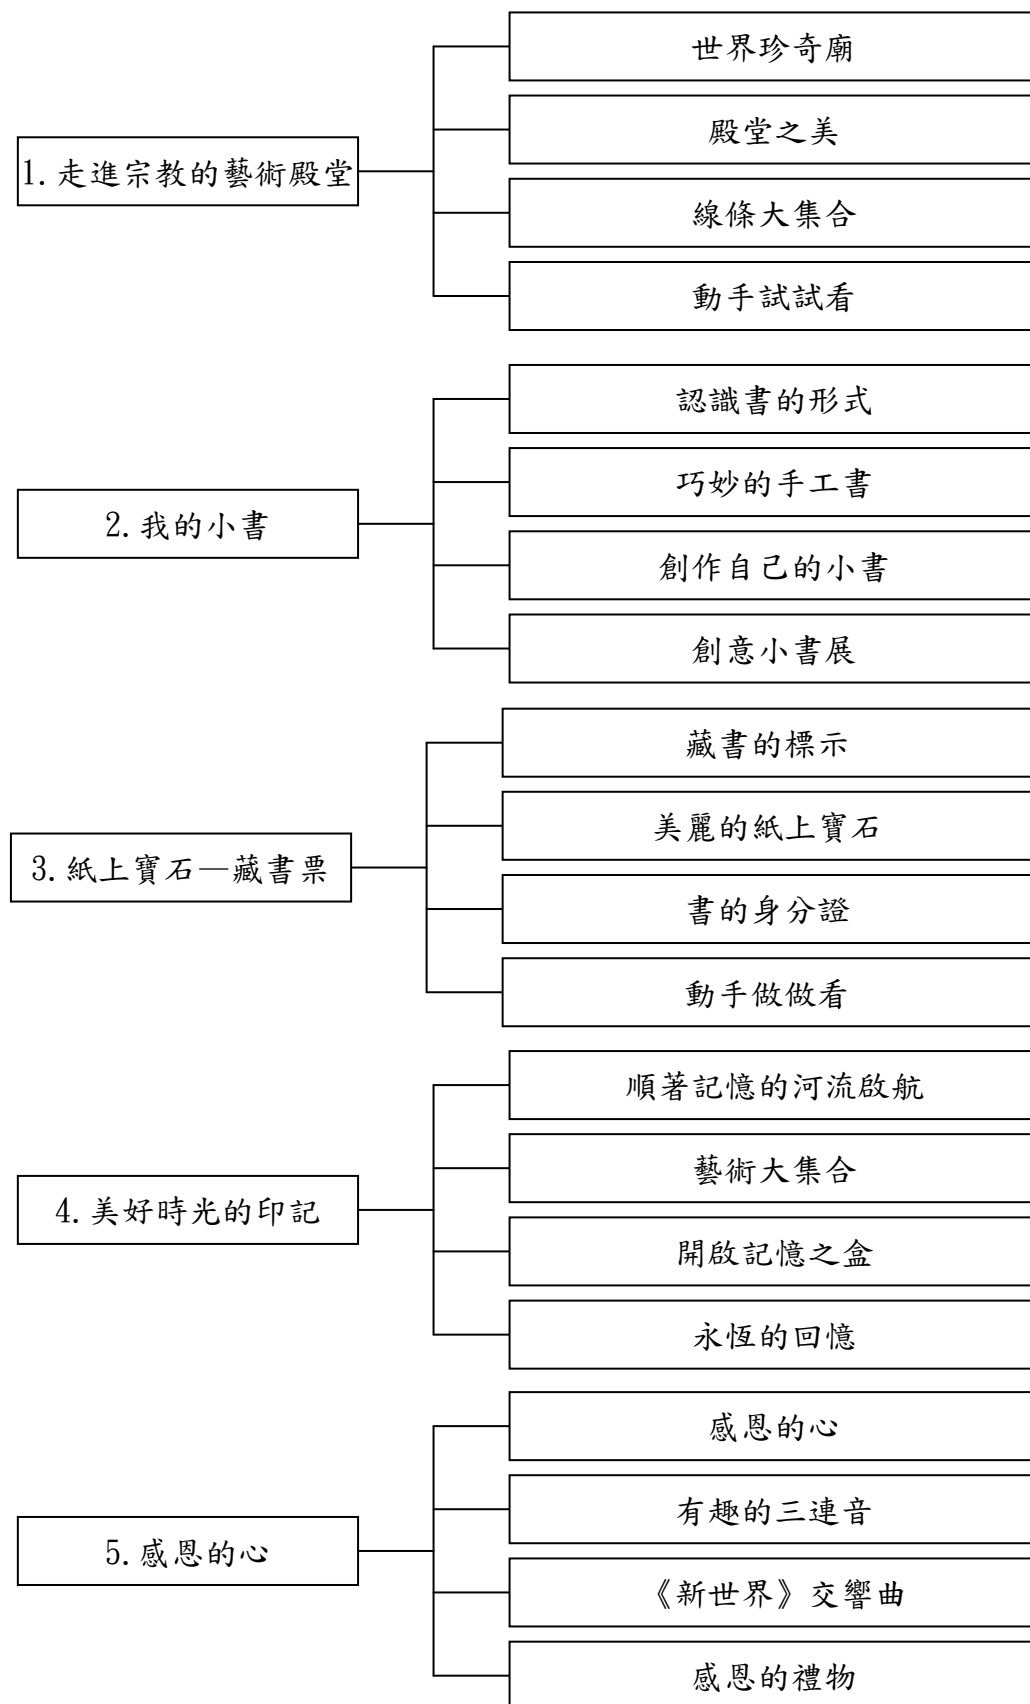 1.走進宗教的藝術殿堂
世界珍奇廟
殿堂之美
線條大集合
動手試試看
2.我的小書
認識書的形式
巧妙的手工書
創作自己的小書
創意小書展
3.紙上寶石—藏書票
藏書的標示
美麗的紙上寶石
書的身分證
動手做做看
4.美好時光的印記
順著記憶的河流啟航
藝術大集合
開啟記憶之盒
永恆的回憶
5.感恩的心
感恩的心
有趣的三連音
《新世界》交響曲
感恩的禮物